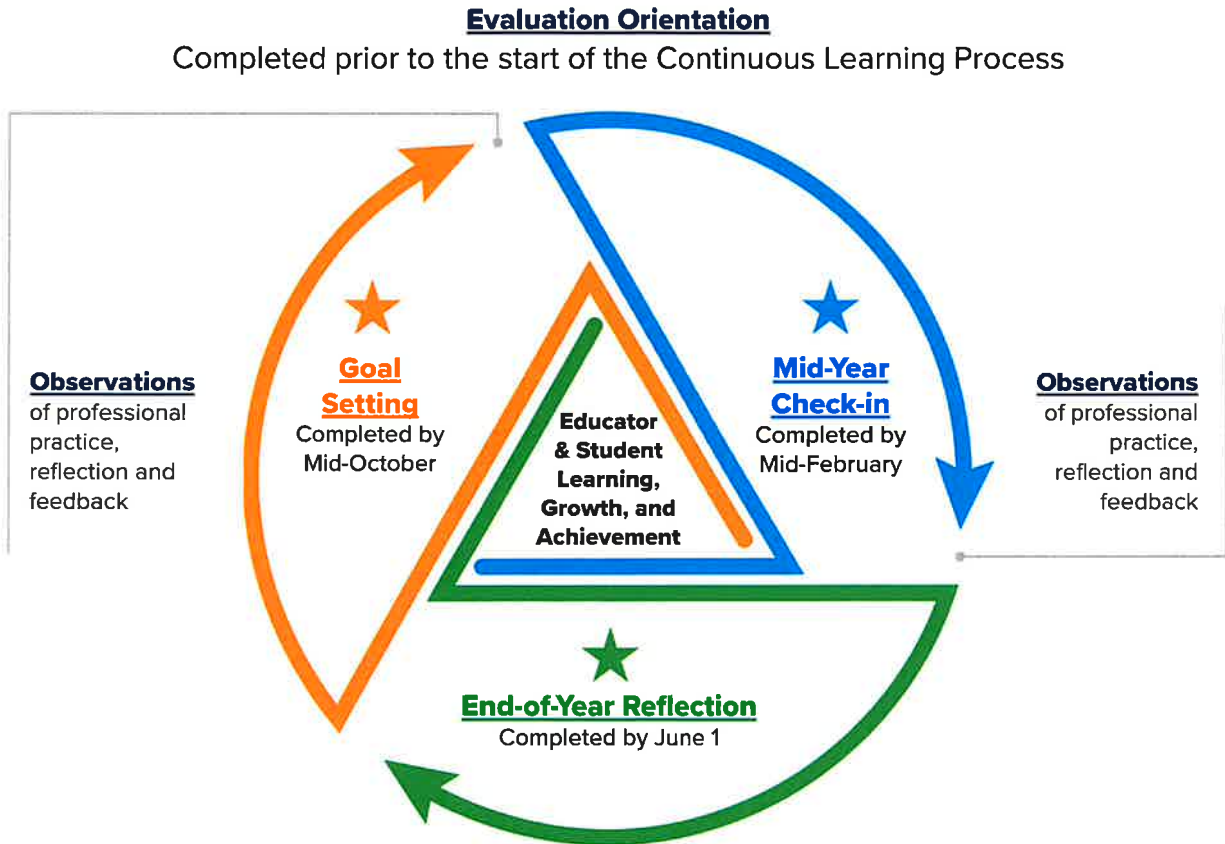 Evaluation Orientation
Completed prior to the start of the Continuous Learning Process
Observations
of professional
practice,
reflection and
feedback
Goal
Setting
Completed by
Mid-October
Educator
& Student
Learning,
Growth, and
Achievement
Mid-Year
Check-in
Completed by
Mid-February
Observations
of professional
practice,
reflection and
feedback
End-of-Year Reflection
Completed by June 1